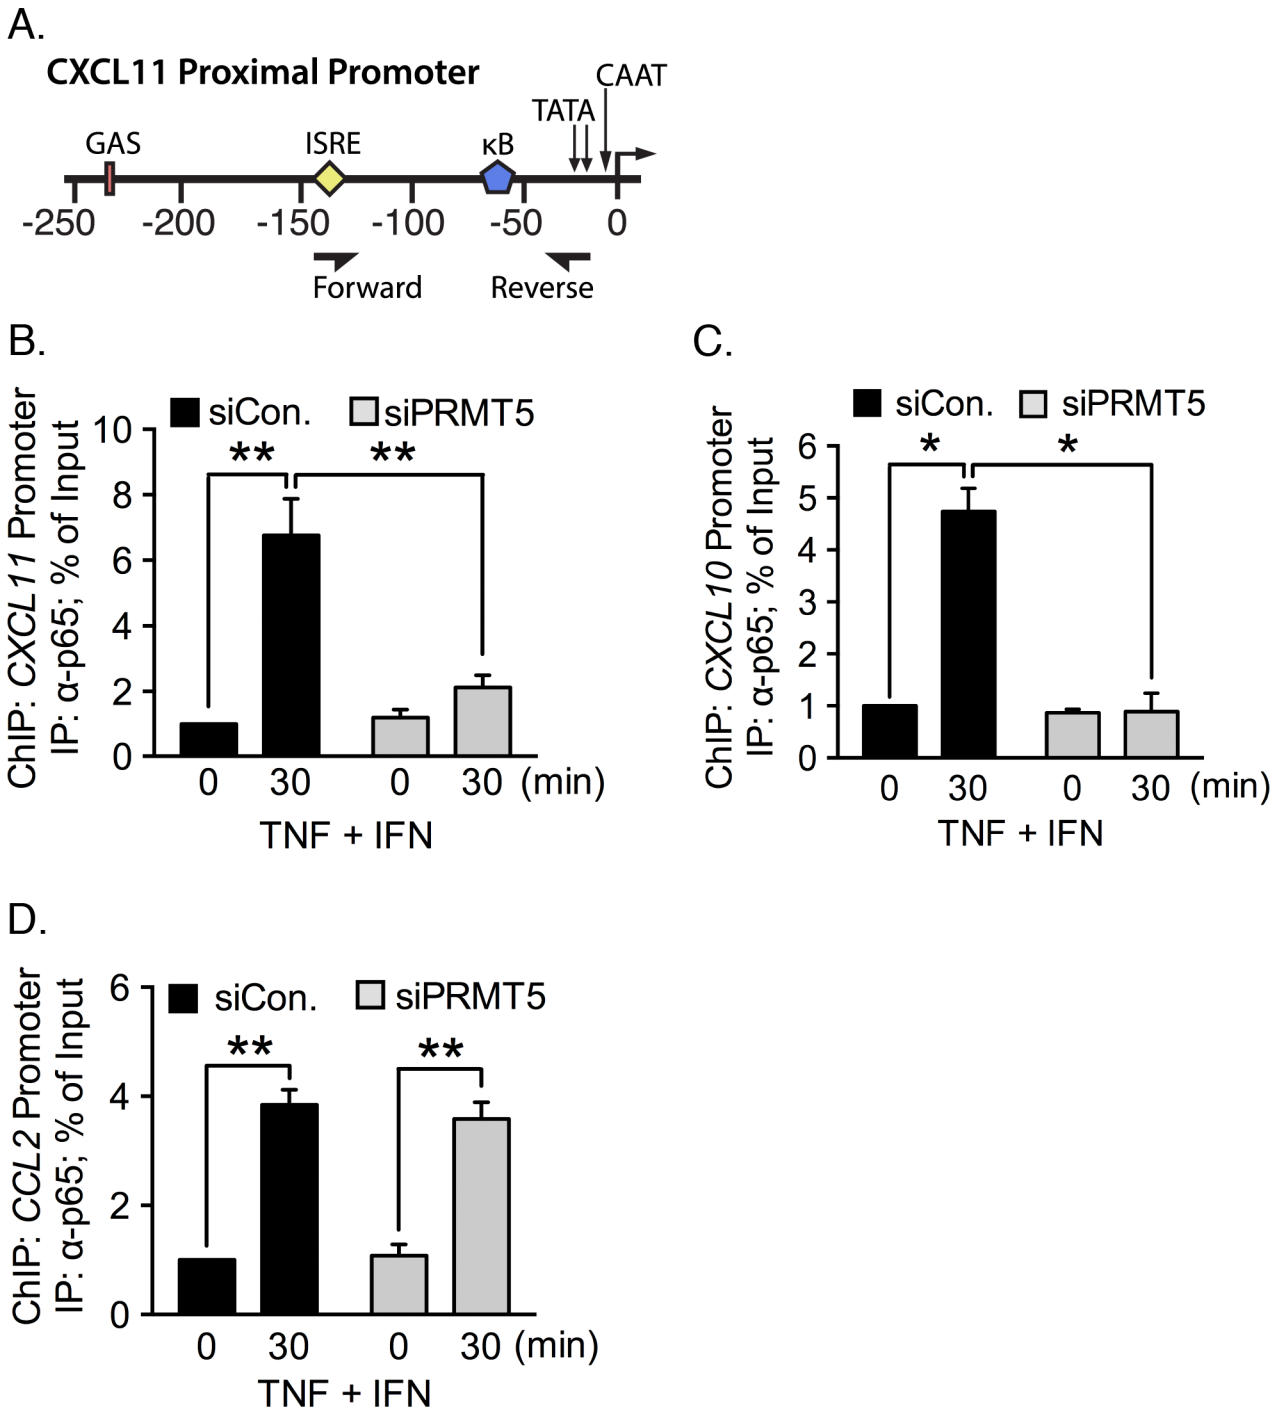 A.
CXCL11 Proximal Promoter
CAAT
TATA
GAS
ISRE
κB
-250
-200
-150
-100
-50
0
Forward
Reverse
B.
siCon.
siPRMT5
ChIP: CXCL11 Promoter
IP: α-p65; % of Input
10
8
6
4
2
0
**
**
0
30
0
30
(min)
TNF + IFN
C.
siCon.
siPRMT5
ChIP: CXCL10 Promoter
IP: α-p65; % of Input
6
5
4
3
2
1
0
*
*
0
30
0
30
(min)
TNF + IFN
D.
siCon.
siPRMT5
ChIP: CCL2 Promoter
IP: α-p65; % of Input
6
4
2
0
**
**
0
30
0
30
(min)
TNF + IFN